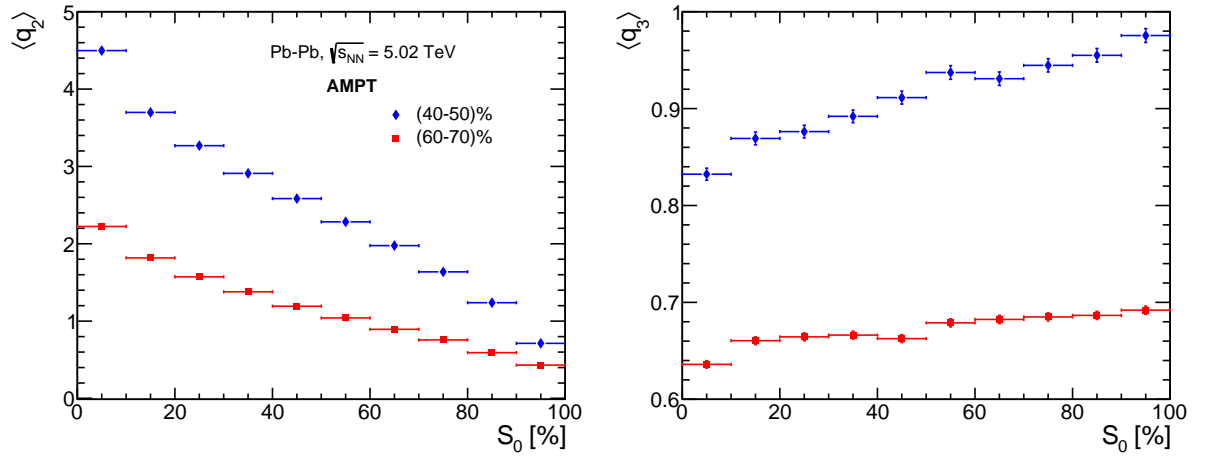 ⟨q₂⟩
5
4
3
2
1
0
Pb-Pb, √s_NN = 5.02 TeV
AMPT
(40-50)%
(60-70)%
0 20 40 60 80 100
S₀ [%]
⟨q₃⟩
1
0.9
0.8
0.7
0.6
0 20 40 60 80 100
S₀ [%]